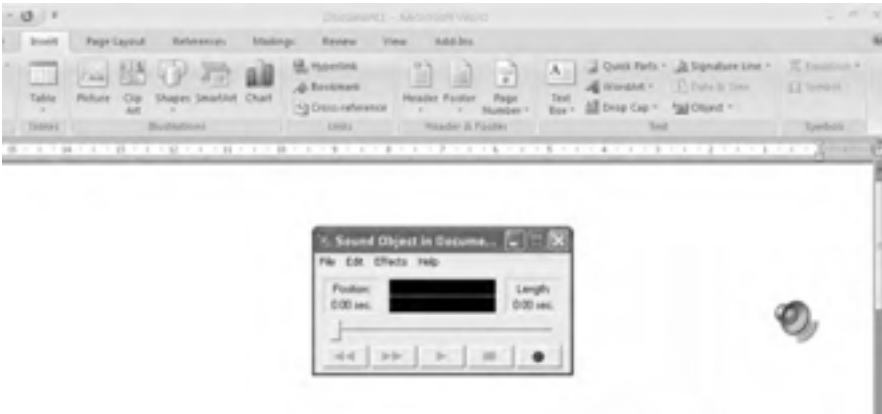 Document1 - Microsoft Word
Insert Page Layout References Mailings Review View Add-Ins
Table Picture Clip Art Shapes SmartArt Chart
Hyperlink
Bookmark
Cross-reference
Header Footer Page Number
Text Box
Quick Parts
WordArt
Drop Cap
Signature Line
Date & Time
Object
Equation
Symbol
Tables Illustrations Links Header & Footer Text Symbols
Sound Object in Docume...
File Edit Effects Help
Position:
0.00 sec.
Length:
0.00 sec.